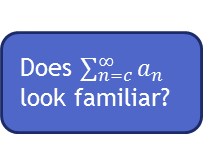 Does ∑_{n=c}^{∞} a_n
look familiar?